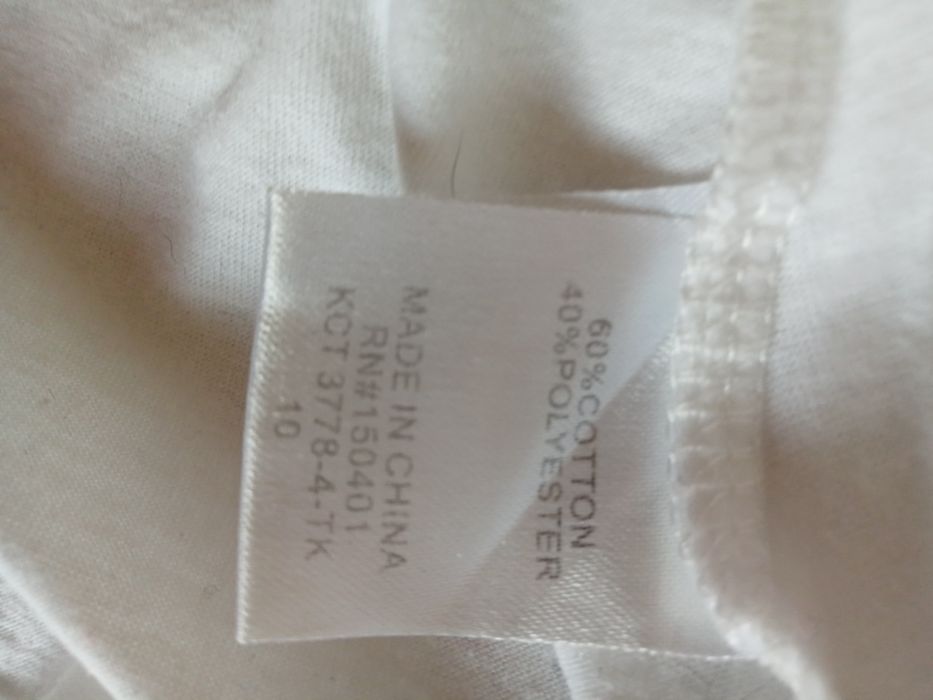 60%COTTON
40%POLYESTER
MADE IN CHINA
RN#150401
KCT 3778-4-TK
10